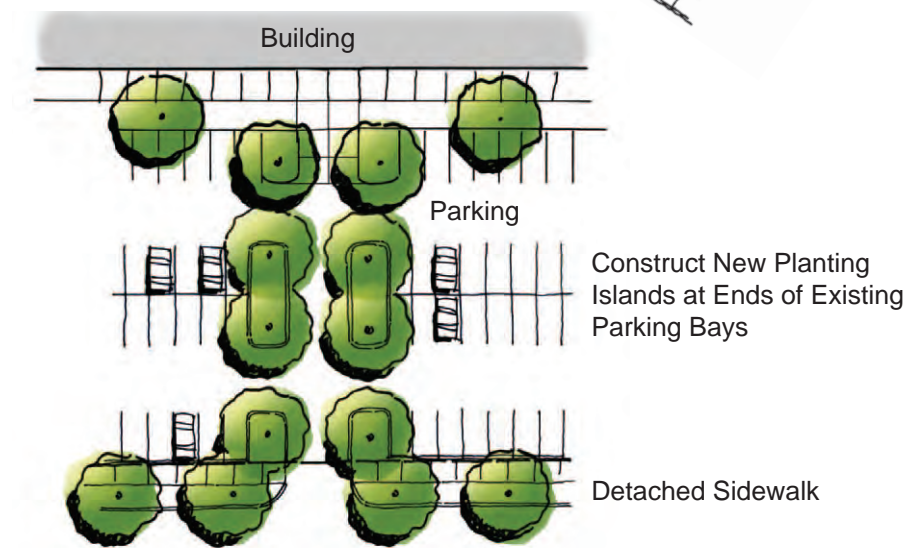 Building
Parking
Construct New Planting
Islands at Ends of Existing
Parking Bays
Detached Sidewalk